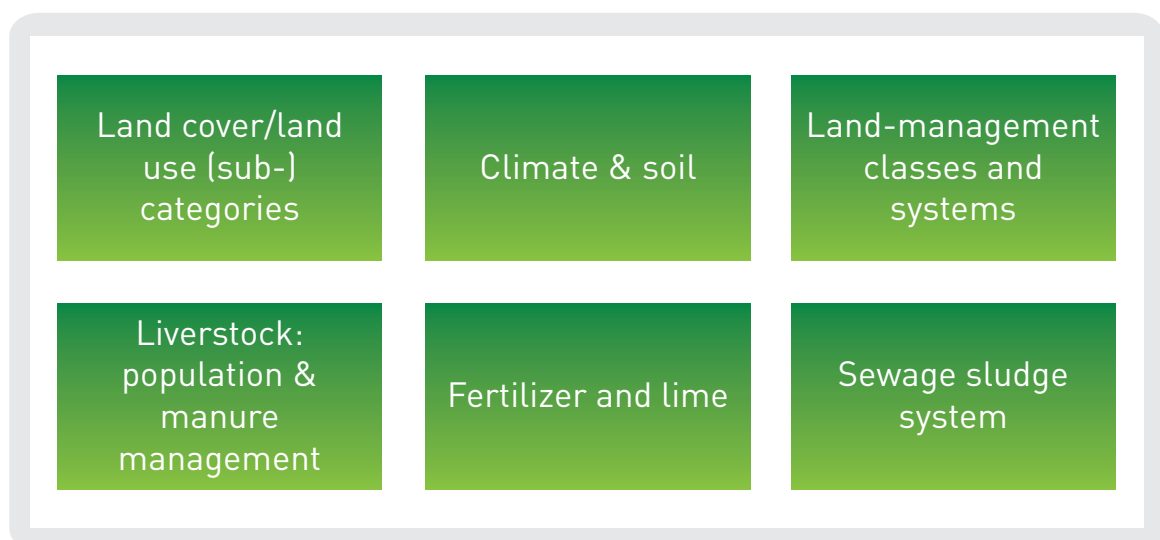 Land cover/land
use (sub-)
categories
Climate & soil
Land-management
classes and
systems
Liverstock:
population &
manure
management
Fertilizer and lime
Sewage sludge
system